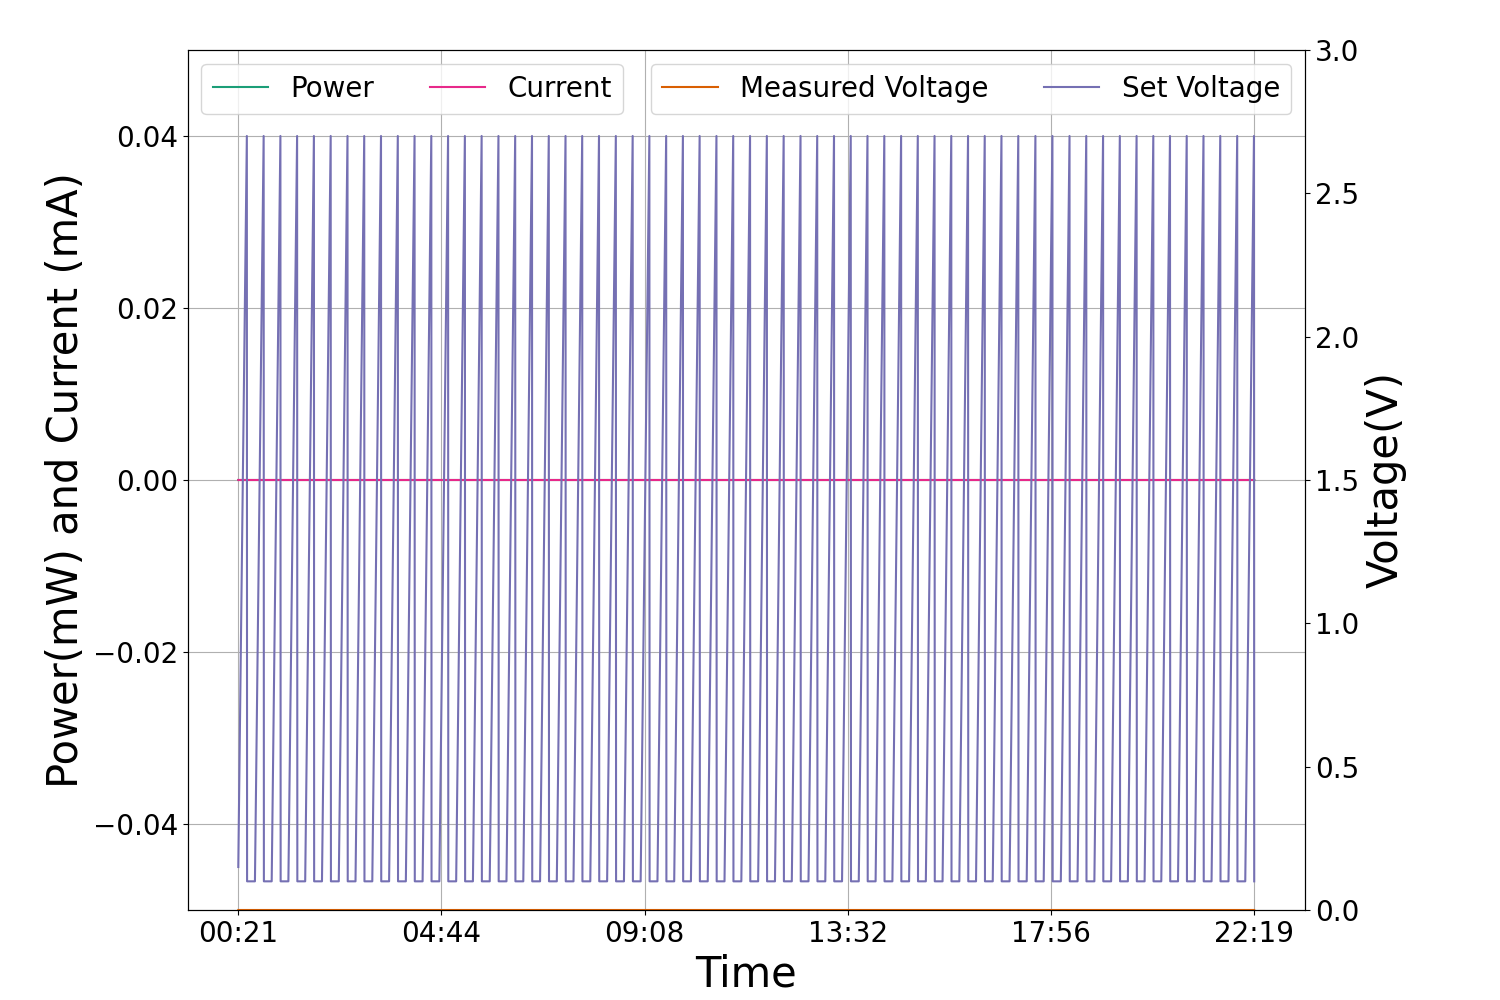 Power Current Measured Voltage Set Voltage
3.0
0.04
2.5
0.02
2.0
0.00
1.5
−0.02
1.0
−0.04
0.5
0.0
Power(mW) and Current (mA)
Voltage(V)
00:21 04:44 09:08 13:32 17:56 22:19
Time